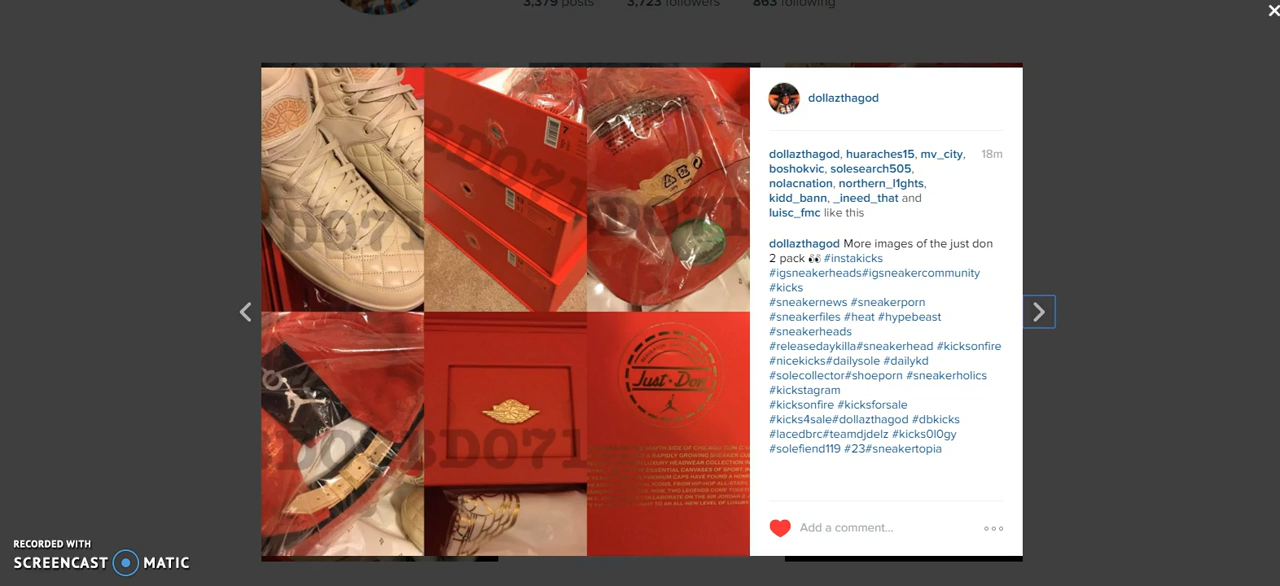 3,379 posts 3,723 followers 863 following
dollazthagod
dollazthagod, huaraches15, mv_city, 18m
boshokvic, solesearch505,
nolacnation, northern_l1ghts,
kidd_bann, _ineed_that and
luisc_fmc like this
dollazthagod More images of the just don
2 pack 👀 #instakicks
#igsneakerheads#igsneakercommunity
#kicks
#sneakernews #sneakerporn
#sneakerfiles #heat #hypebeast
#sneakerheads
#releasedaykilla#sneakerhead #kicksonfire
#nicekicks#dailysole #dailykd
#solecollector#shoeporn #sneakerholics
#kickstagram
#kicksonfire #kicksforsale
#kicks4sale#dollazthagod #dbkicks
#lacedbrc#teamdjdelz #kicks0l0gy
#solefiend119 #23#sneakertopia
Add a comment...
7
D071
Just Don
RECORDED WITH
SCREENCAST MATIC